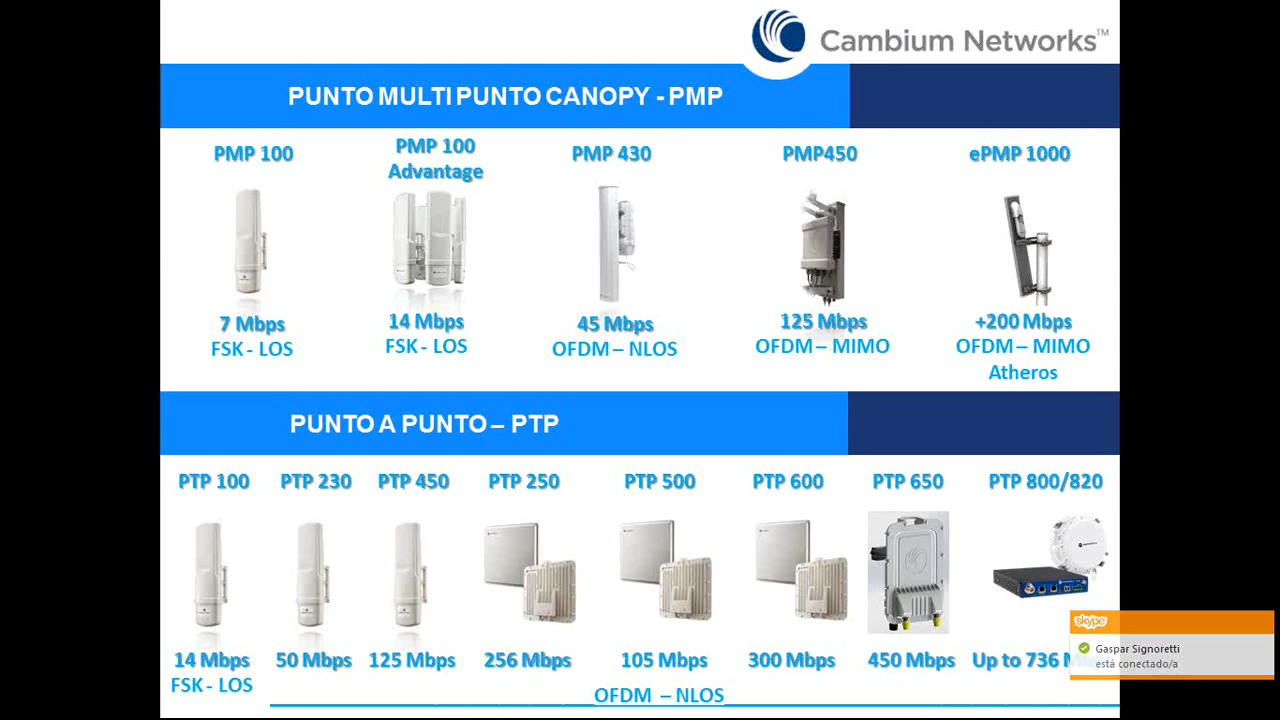 Cambium Networks™
PUNTO MULTI PUNTO CANOPY - PMP
PMP 100
PMP 100
Advantage
PMP 430
PMP450
ePMP 1000
7 Mbps
FSK - LOS
14 Mbps
FSK - LOS
45 Mbps
OFDM – NLOS
125 Mbps
OFDM – MIMO
+200 Mbps
OFDM – MIMO
Atheros
PUNTO A PUNTO – PTP
PTP 100
PTP 230
PTP 450
PTP 250
PTP 500
PTP 600
PTP 650
PTP 800/820
14 Mbps
FSK - LOS
50 Mbps
125 Mbps
256 Mbps
105 Mbps
300 Mbps
450 Mbps
Up to 736
OFDM – NLOS
skype
Gaspar Signoretti
está conectado/a